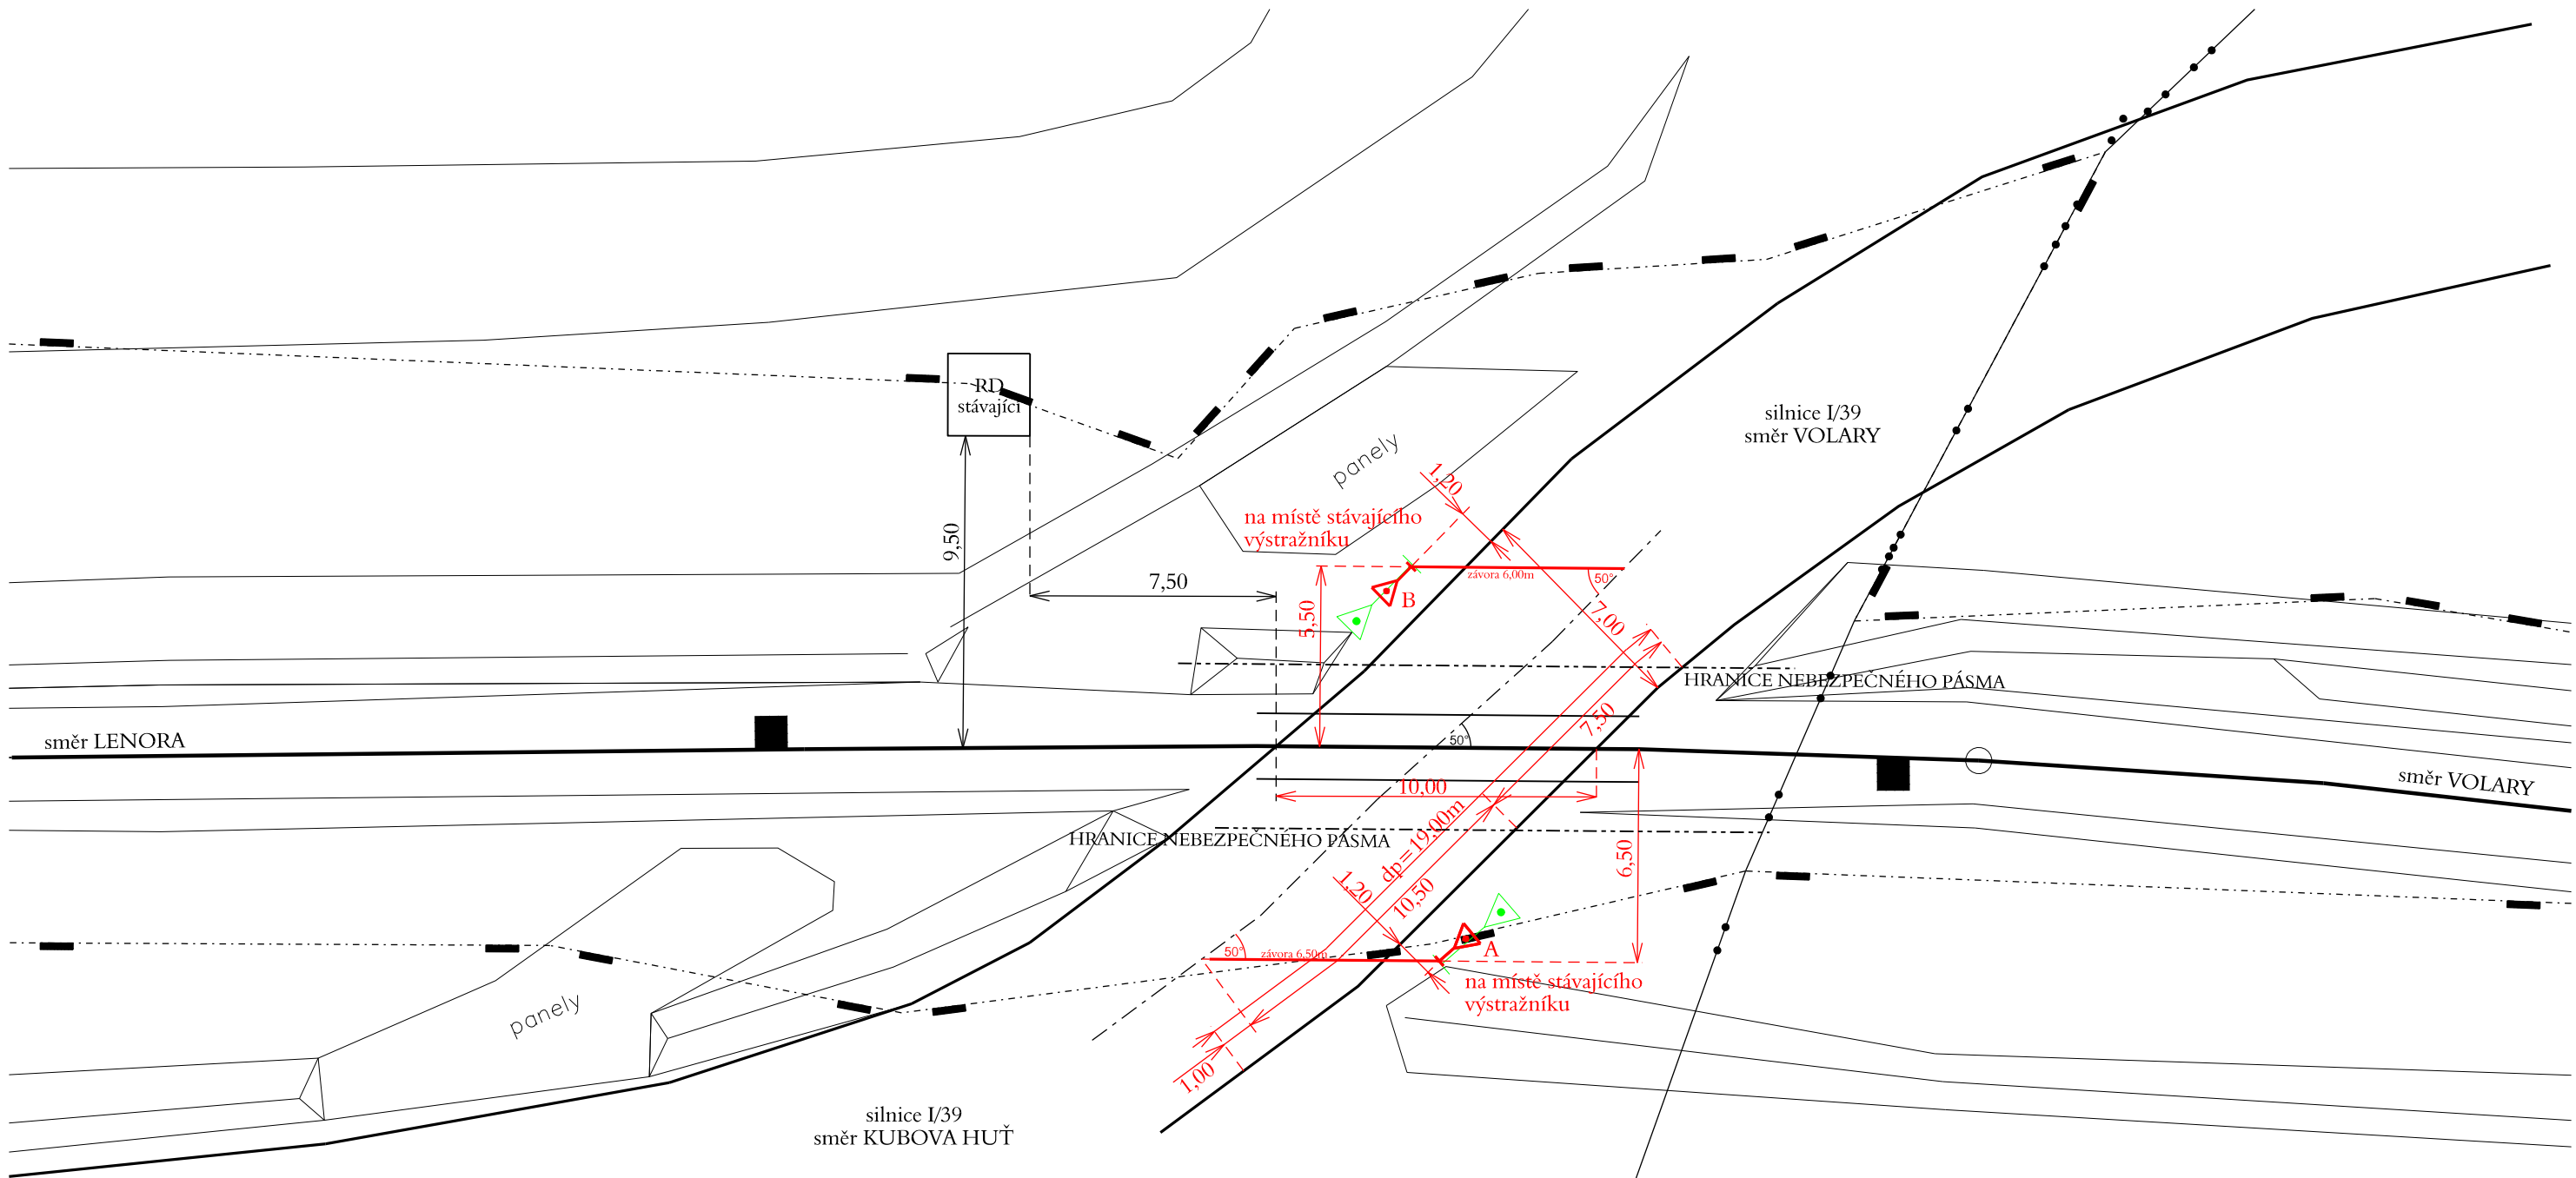 RD
stávající
silnice I/39
směr VOLARY
panely
1,20
na místě stávajícího
výstražníku
9,50
7,50
závora 6,00m
50°
B
5,50
7,00
HRANICE NEBEZPEČNÉHO PÁSMA
směr LENORA
7,50
50°
směr VOLARY
10,00
HRANICE NEBEZPEČNÉHO PÁSMA
dp=19,00m
6,50
1,20
10,50
50°
závora 6,50m
A
na místě stávajícího
výstražníku
panely
1,00
silnice I/39
směr KUBOVA HUŤ